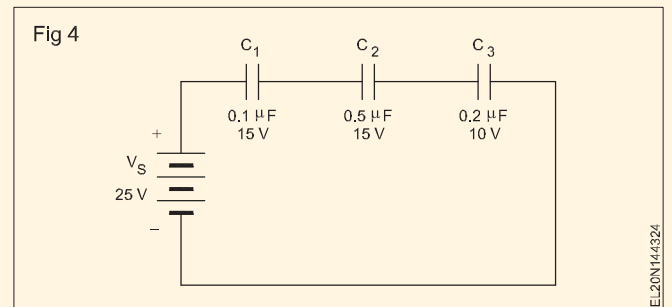 Fig 4
C1
C2
C3
0.1 μF
15 V
0.5 μF
15 V
0.2 μF
10 V
+
VS
25 V
–
EL20N144324